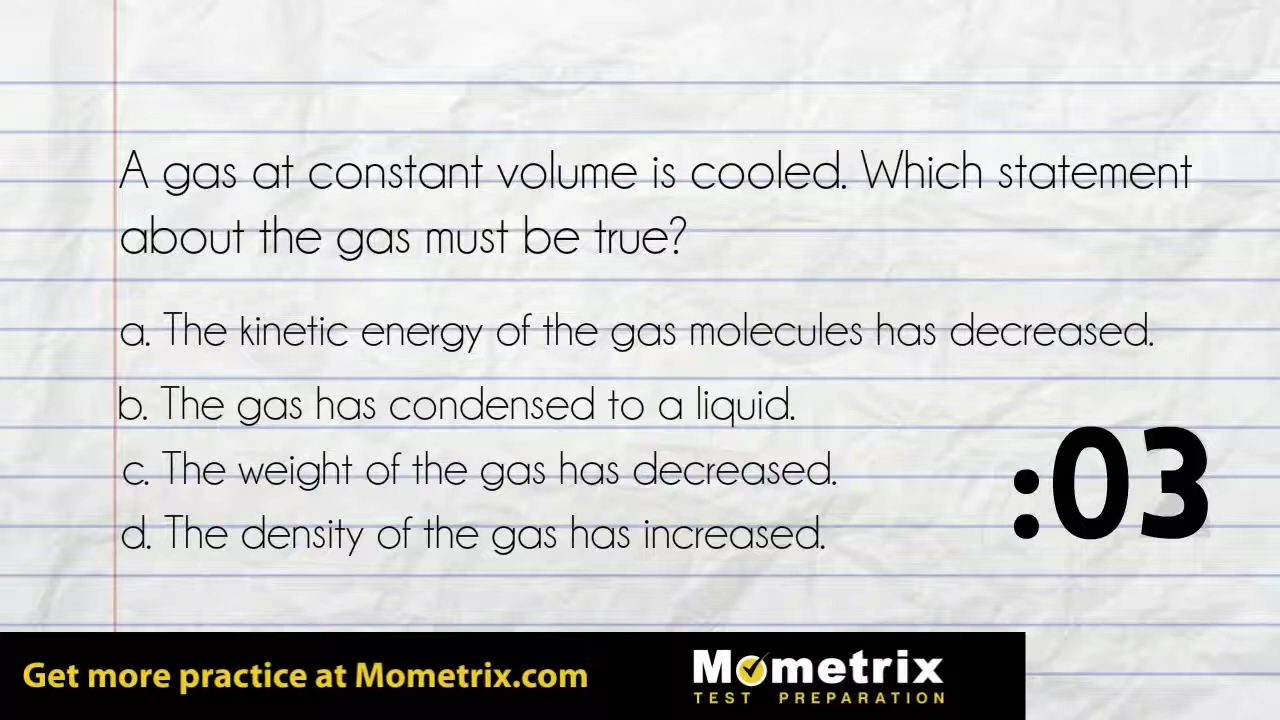 A gas at constant volume is cooled. Which statement
about the gas must be true?
a. The kinetic energy of the gas molecules has decreased.
b. The gas has condensed to a liquid.
c. The weight of the gas has decreased.
d. The density of the gas has increased.
:03
Get more practice at Mometrix.com
Mometrix
TEST PREPARATION